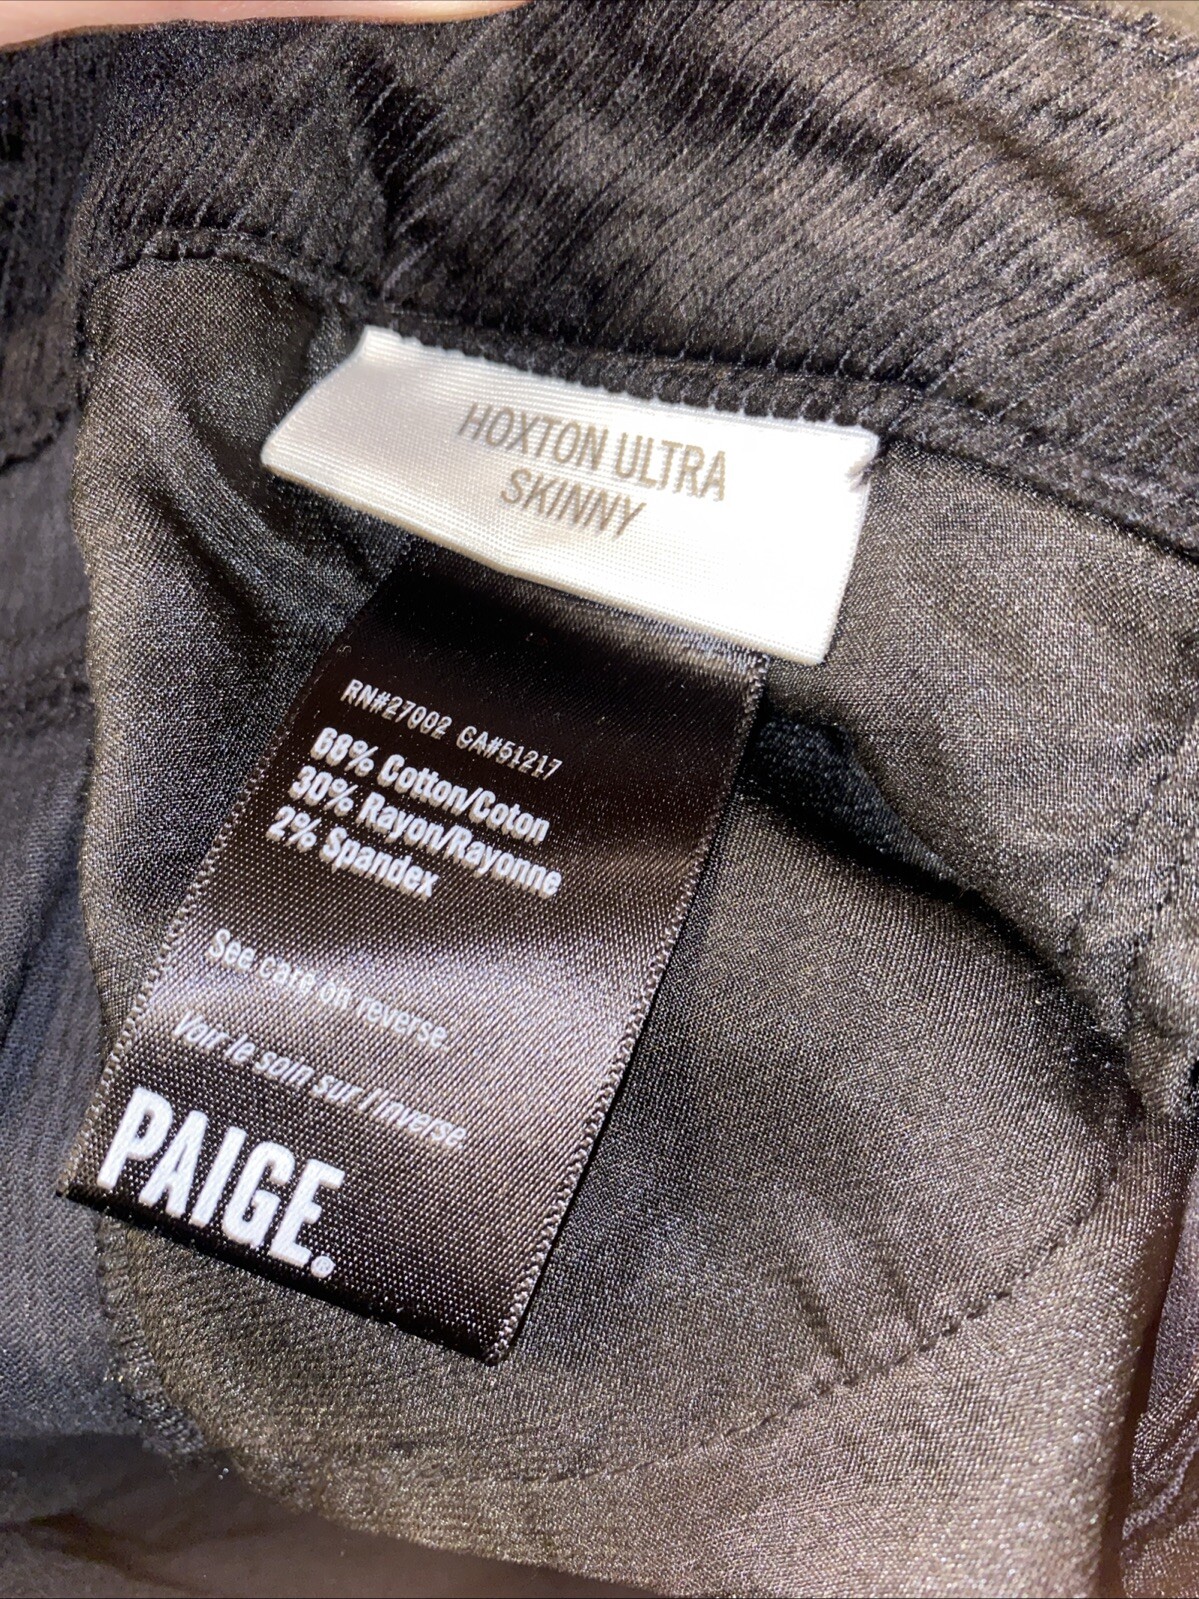 HOXTON ULTRA
SKINNY
RN#27002 CA#51217
68% Cotton/Coton
30% Rayon/Rayonne
2% Spandex
See care on reverse.
Voir le soin sur l'inverse
PAIGE.®